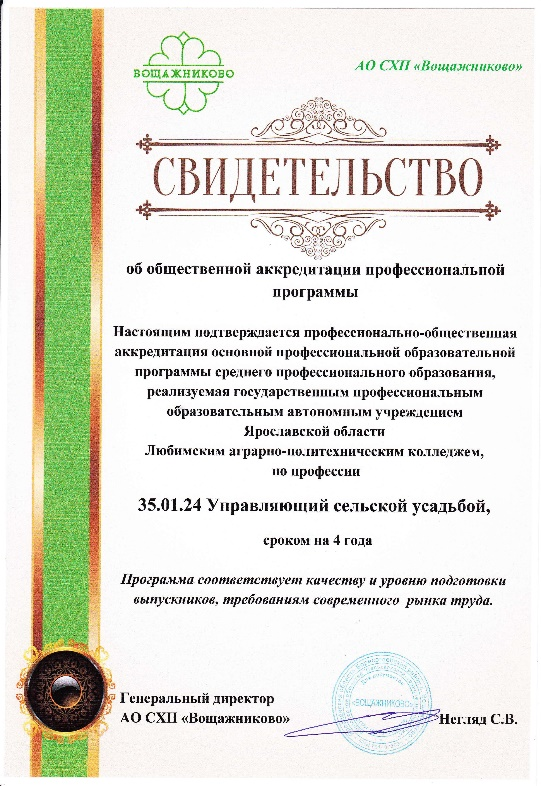 ВОЩАЖНИКОВО
АО СХП «Вощажниково»
СВИДЕТЕЛЬСТВО
об общественной аккредитации профессиональной
программы
Настоящим подтверждается профессионально-общественная
аккредитация основной профессиональной образовательной
программы среднего профессионального образования,
реализуемая государственным профессиональным
образовательным автономным учреждением
Ярославской области
Любимским аграрно-политехническим колледжем,
по профессии
35.01.24 Управляющий сельской усадьбой,
сроком на 4 года
Программа соответствует качеству и уровню подготовки
выпускников, требованиям современного рынка труда.
Генеральный директор
АО СХП «Вощажниково»
«ВОЩАЖНИКОВО»
Негляд С.В.